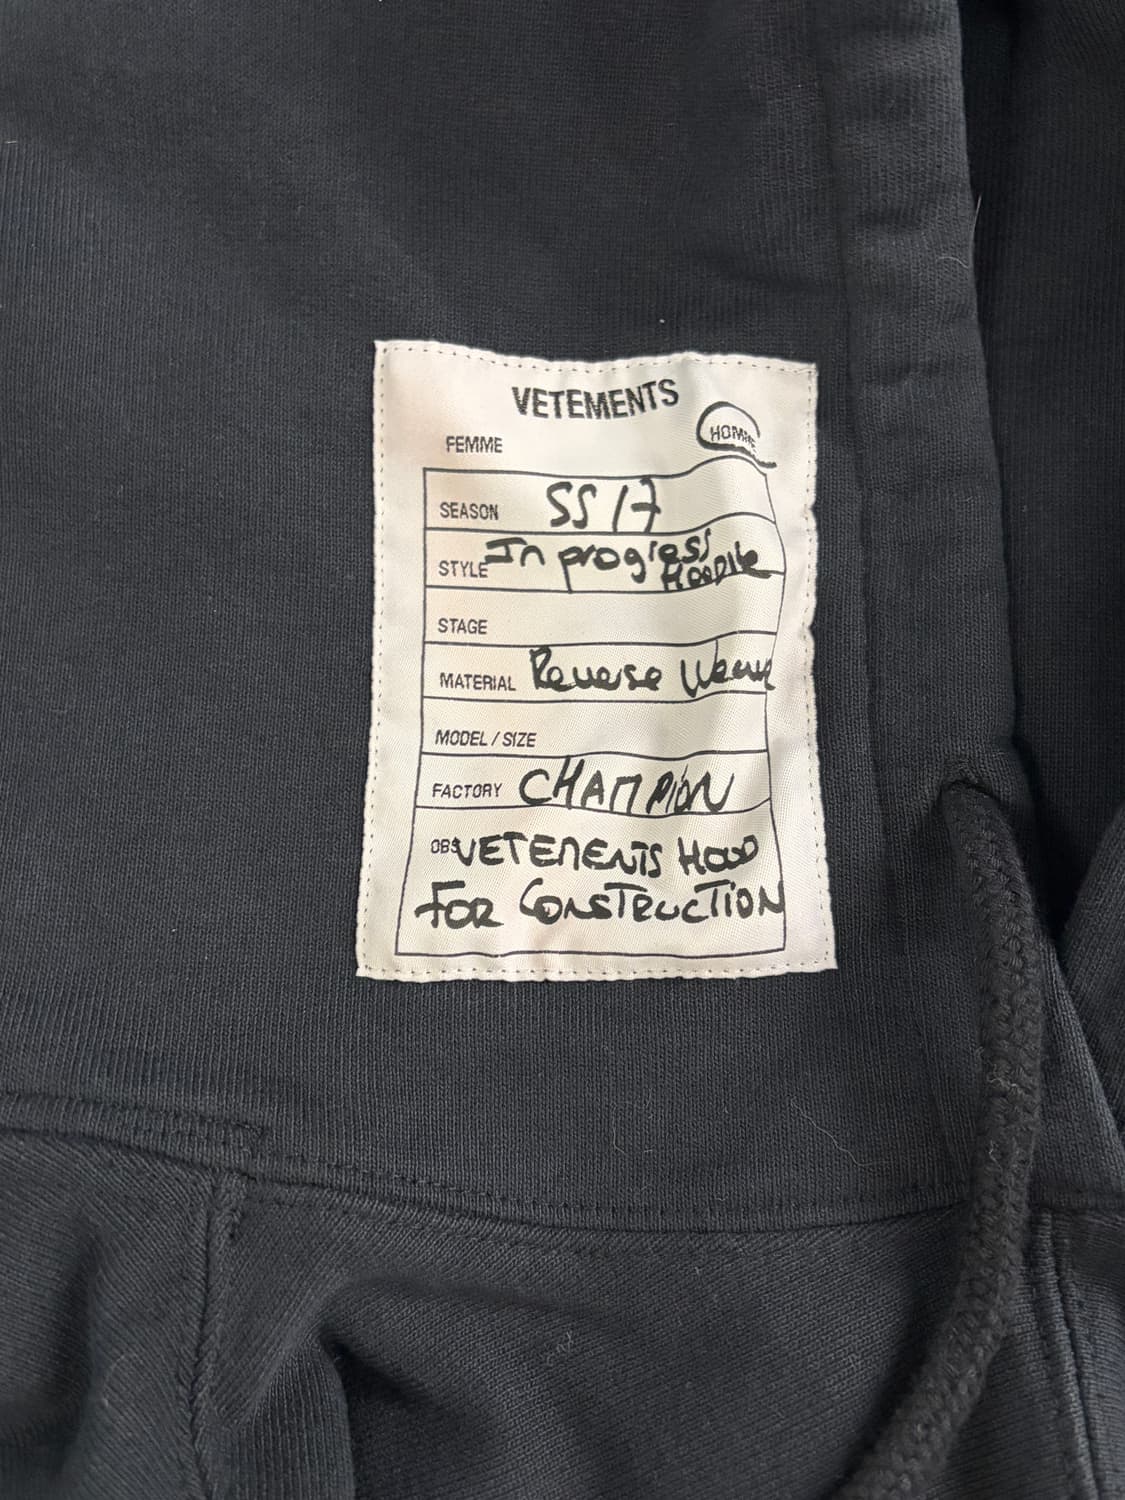 VETEMENTS
FEMME HOMME
SEASON SS 17
STYLE In progress HOODIE
STAGE
MATERIAL Reverse Weave
MODEL / SIZE
FACTORY CHAMPION
OBS VETEMENTS HOOD
FOR CONSTRUCTION